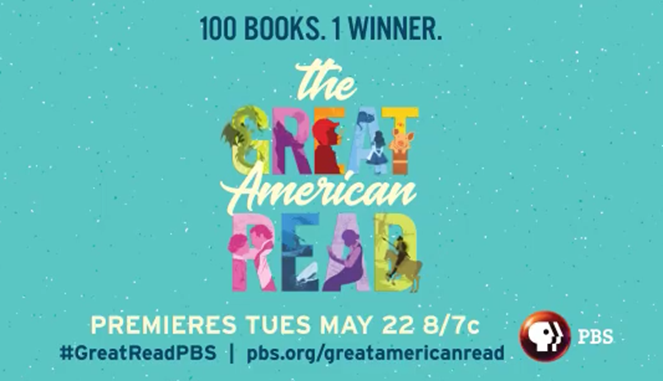 100 BOOKS. 1 WINNER.
the
GREAT
American
READ
PREMIERES TUES MAY 22 8/7c
#GreatReadPBS | pbs.org/greatamericanread
PBS